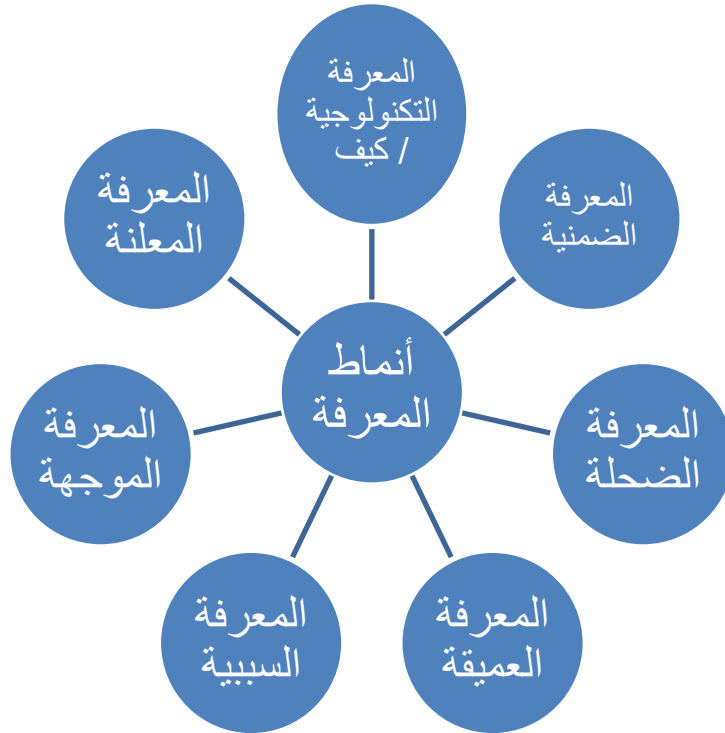 المعرفة
التكنولوجية
/ كيف
المعرفة
الضمنية
المعرفة
الضحلة
المعرفة
العميقة
المعرفة
السببية
المعرفة
الموجهة
المعرفة
المعلنة
أنماط
المعرفة